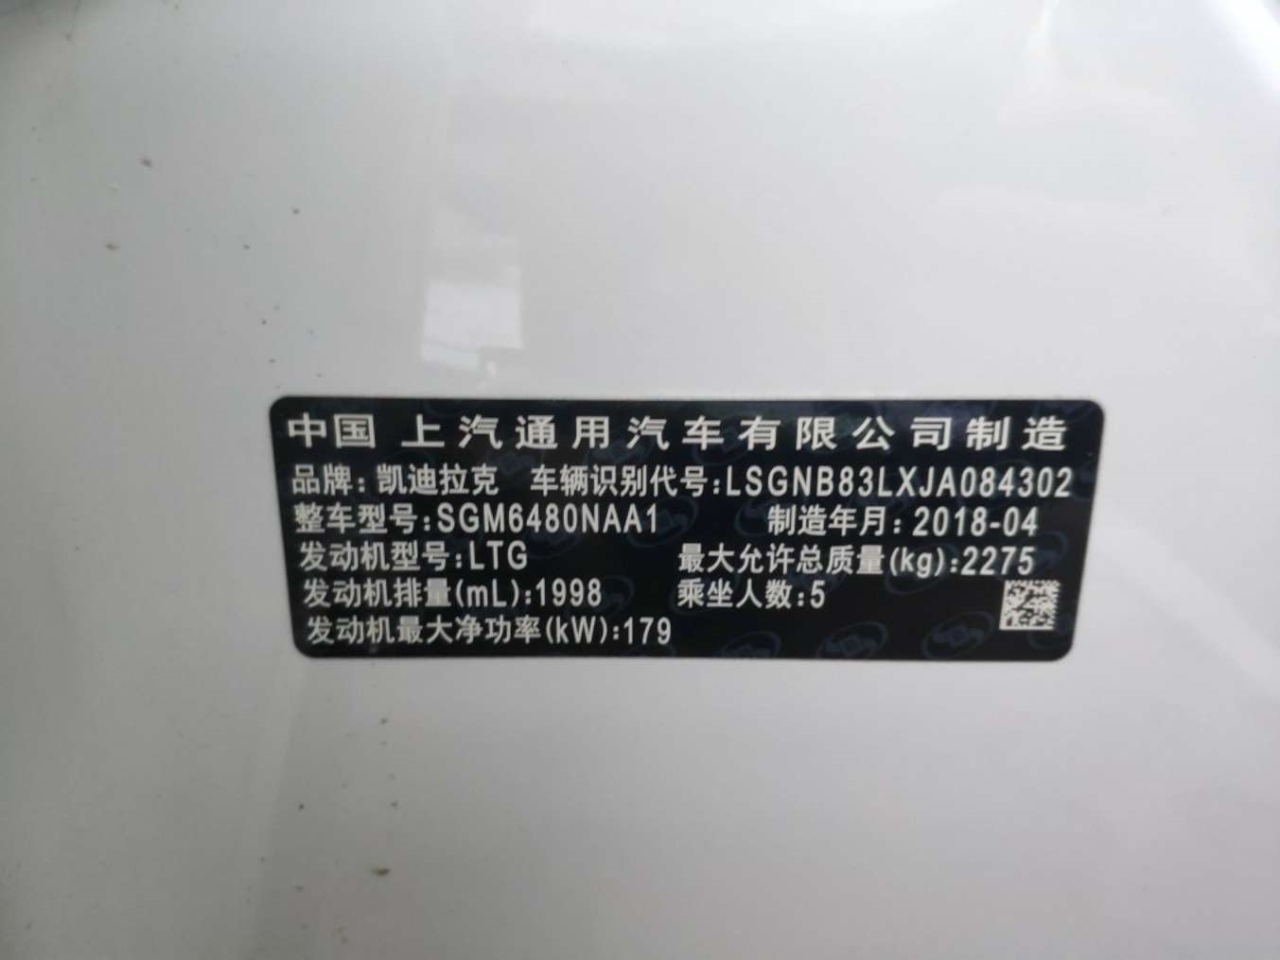 中国 上汽通用汽车有限公司制造
品牌: 凯迪拉克 车辆识别代号:LSGNB83LXJA084302
整车型号:SGM6480NAA1 制造年月: 2018-04
发动机型号:LTG 最大允许总质量(kg):2275
发动机排量(mL):1998 乘坐人数:5
发动机最大净功率(kW):179